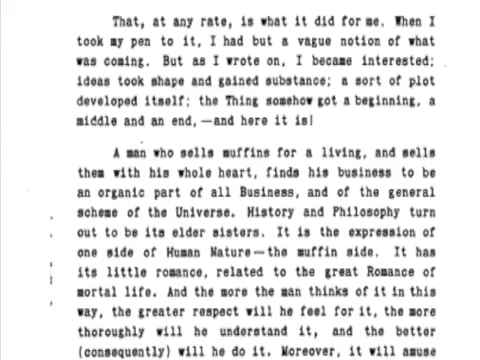 That, at any rate, is what it did for me. When I
took my pen to it, I had but a vague notion of what
was coming. But as I wrote on, I became interested;
ideas took shape and gained substance; a sort of plot
developed itself; the Thing somehow got a beginning, a
middle and an end,—and here it is!
A man who sells muffins for a living, and sells
them with his whole heart, finds his business to be
an organic part of all Business, and of the general
scheme of the Universe. History and Philosophy turn
out to be its elder sisters. It is the expression of
one side of Human Nature—the muffin side. It has
its little romance, related to the great Romance of
mortal life. And the more the man thinks of it in this
way, the greater respect will he feel for it, the more
thoroughly will he understand it, and the better
(consequently) will he do it. Moreover, it will amuse